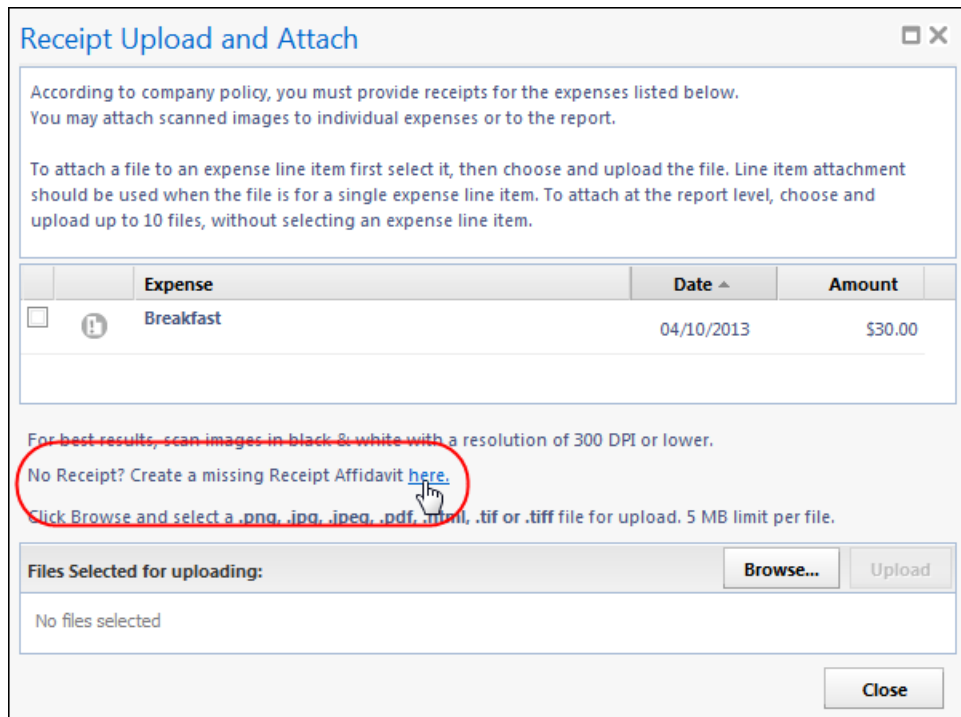 Receipt Upload and Attach
According to company policy, you must provide receipts for the expenses listed below.
You may attach scanned images to individual expenses or to the report.
To attach a file to an expense line item first select it, then choose and upload the file. Line item attachment
should be used when the file is for a single expense line item. To attach at the report level, choose and
upload up to 10 files, without selecting an expense line item.
Expense Date Amount
Breakfast 04/10/2013 $30.00
For best results, scan images in black & white with a resolution of 300 DPI or lower.
No Receipt? Create a missing Receipt Affidavit here.
Click Browse and select a .png, .jpg, .jpeg, .pdf, .html, .tif or .tiff file for upload. 5 MB limit per file.
Files Selected for uploading: Browse... Upload
No files selected
Close